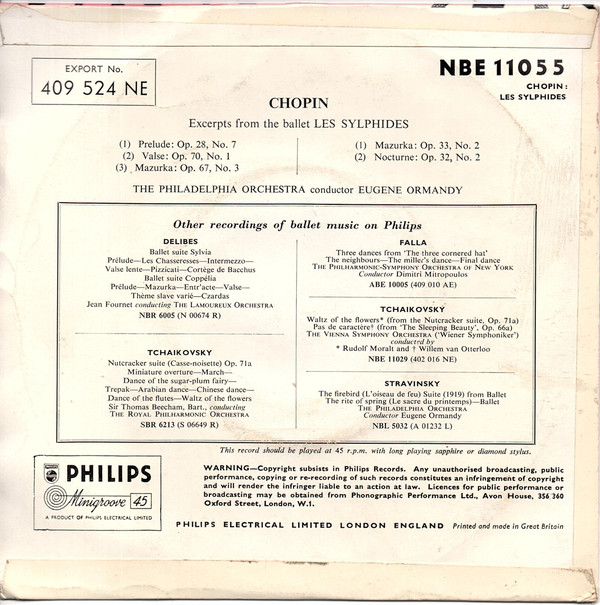 EXPORT No.
409 524 NE
NBE 11055
CHOPIN:
LES SYLPHIDES
CHOPIN
Excerpts from the ballet LES SYLPHIDES
(1) Prelude: Op. 28, No. 7
(2) Valse: Op. 70, No. 1
(3) Mazurka: Op. 67, No. 3
(1) Mazurka: Op. 33, No. 2
(2) Nocturne: Op. 32, No. 2
THE PHILADELPHIA ORCHESTRA conductor EUGENE ORMANDY
Other recordings of ballet music on Philips
DELIBES
Ballet suite Sylvia
Prélude—Les Chasseresses—Intermezzo—
Valse lente—Pizzicati—Cortège de Bacchus
Ballet suite Coppélia
Prélude—Mazurka—Entr'acte—Valse—
Thème slave varié—Czardas
Jean Fournet conducting THE LAMOUREUX ORCHESTRA
NBR 6005 (N 00674 R)
TCHAIKOVSKY
Nutcracker suite (Casse-noisette) Op. 71a
Miniature overture—March—
Dance of the sugar-plum fairy—
Trepak—Arabian dance—Chinese dance—
Dance of the flutes—Waltz of the flowers
Sir Thomas Beecham, Bart., conducting
THE ROYAL PHILHARMONIC ORCHESTRA
SBR 6213 (S 06649 R)
FALLA
Three dances from 'The three cornered hat'
The neighbours—The miller's dance—Final dance
THE PHILHARMONIC-SYMPHONY ORCHESTRA OF NEW YORK
Conductor Dimitri Mitropoulos
ABE 10005 (409 010 AE)
TCHAIKOVSKY
Waltz of the flowers* (from the Nutcracker suite, Op. 71a)
Pas de caractère† (from 'The Sleeping Beauty', Op. 66a)
THE VIENNA SYMPHONY ORCHESTRA ('Wiener Symphoniker')
conducted by
* Rudolf Moralt and † Willem van Otterloo
NBE 11029 (402 016 NE)
STRAVINSKY
The firebird (L'oiseau de feu) Suite (1919) from Ballet
The rite of spring (Le sacre du printemps)—Ballet
THE PHILADELPHIA ORCHESTRA
Conductor Eugene Ormandy
NBL 5032 (A 01232 L)
This record should be played at 45 r.p.m. with long playing sapphire or diamond stylus.
PHILIPS
Minigroove 45
A PRODUCT OF PHILIPS ELECTRICAL LIMITED
WARNING—Copyright subsists in Philips Records. Any unauthorised broadcasting, public
performance, copying or re-recording of such records constitutes an infringement of copyright
and will render the infringer liable to an action at law. Licences for public performance or
broadcasting may be obtained from Phonographic Performance Ltd., Avon House, 356 360
Oxford Street, London, W.1.
PHILIPS ELECTRICAL LIMITED LONDON ENGLAND Printed and made in Great Britain